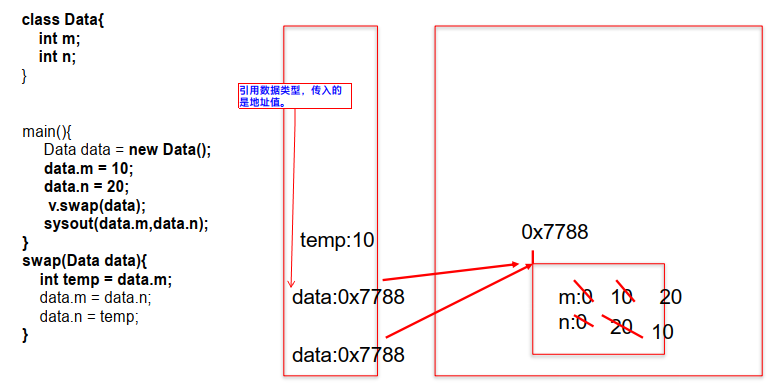 class Data{
int m;
int n;
}
main(){
Data data = new Data();
data.m = 10;
data.n = 20;
v.swap(data);
sysout(data.m,data.n);
}
swap(Data data){
int temp = data.m;
data.m = data.n;
data.n = temp;
}
引用数据类型，传入的
是地址值。
temp:10
data:0x7788
data:0x7788
0x7788
m:0 10 20
n:0 20 10